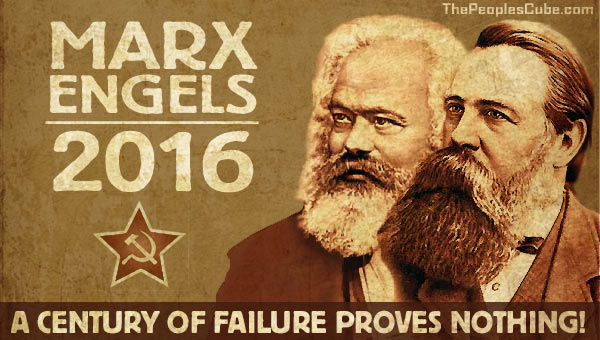 ThePeoplesCube.com
MARX
ENGELS
2016
A CENTURY OF FAILURE PROVES NOTHING!